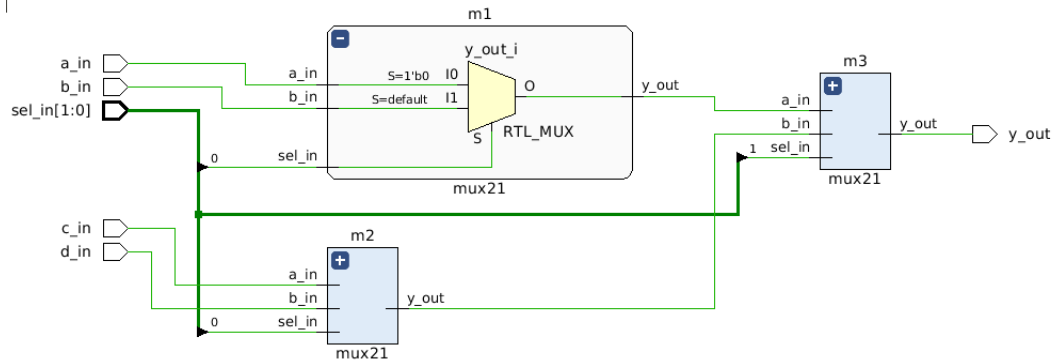 m1
y_out_i
a_in
b_in
sel_in[1:0]
a_in
b_in
S=1'b0
I0
S=default
I1
O
S
RTL_MUX
0
sel_in
y_out
mux21
m3
a_in
b_in
1
sel_in
y_out
mux21
y_out
c_in
d_in
m2
a_in
b_in
0
sel_in
y_out
mux21